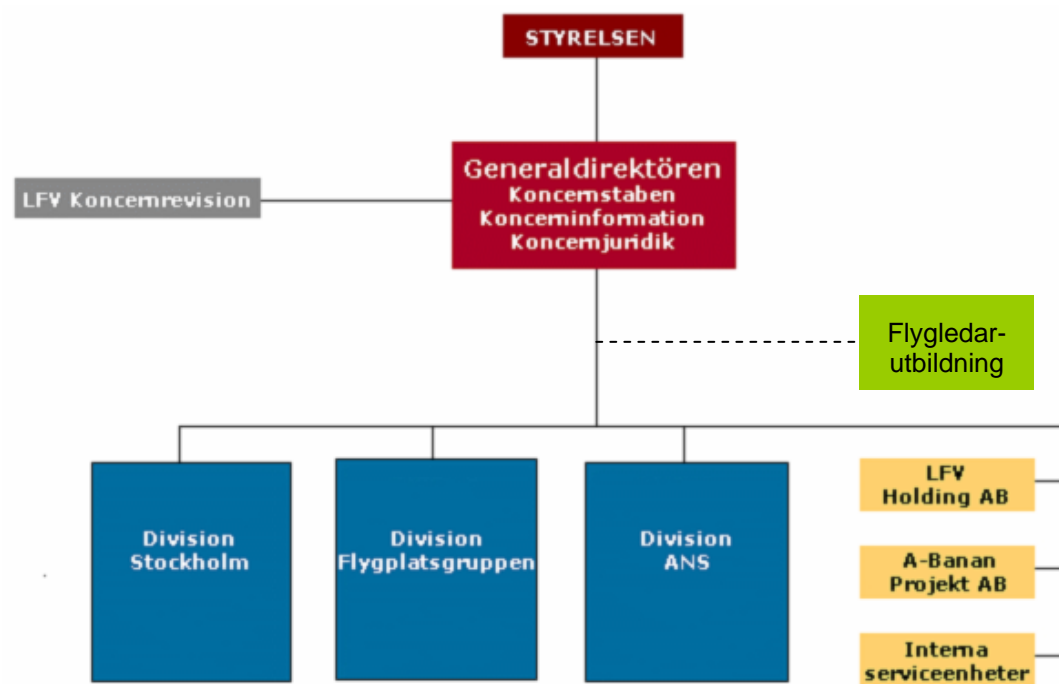 STYRELSEN
Generaldirektören
Koncernstaben
Koncerninformation
Koncernjuridik
LFV Koncernrevision
Flygledar-
utbildning
Division
Stockholm
Division
Flygplatsgruppen
Division
ANS
LFV
Holding AB
A-Banan
Projekt AB
Interna
serviceenheter